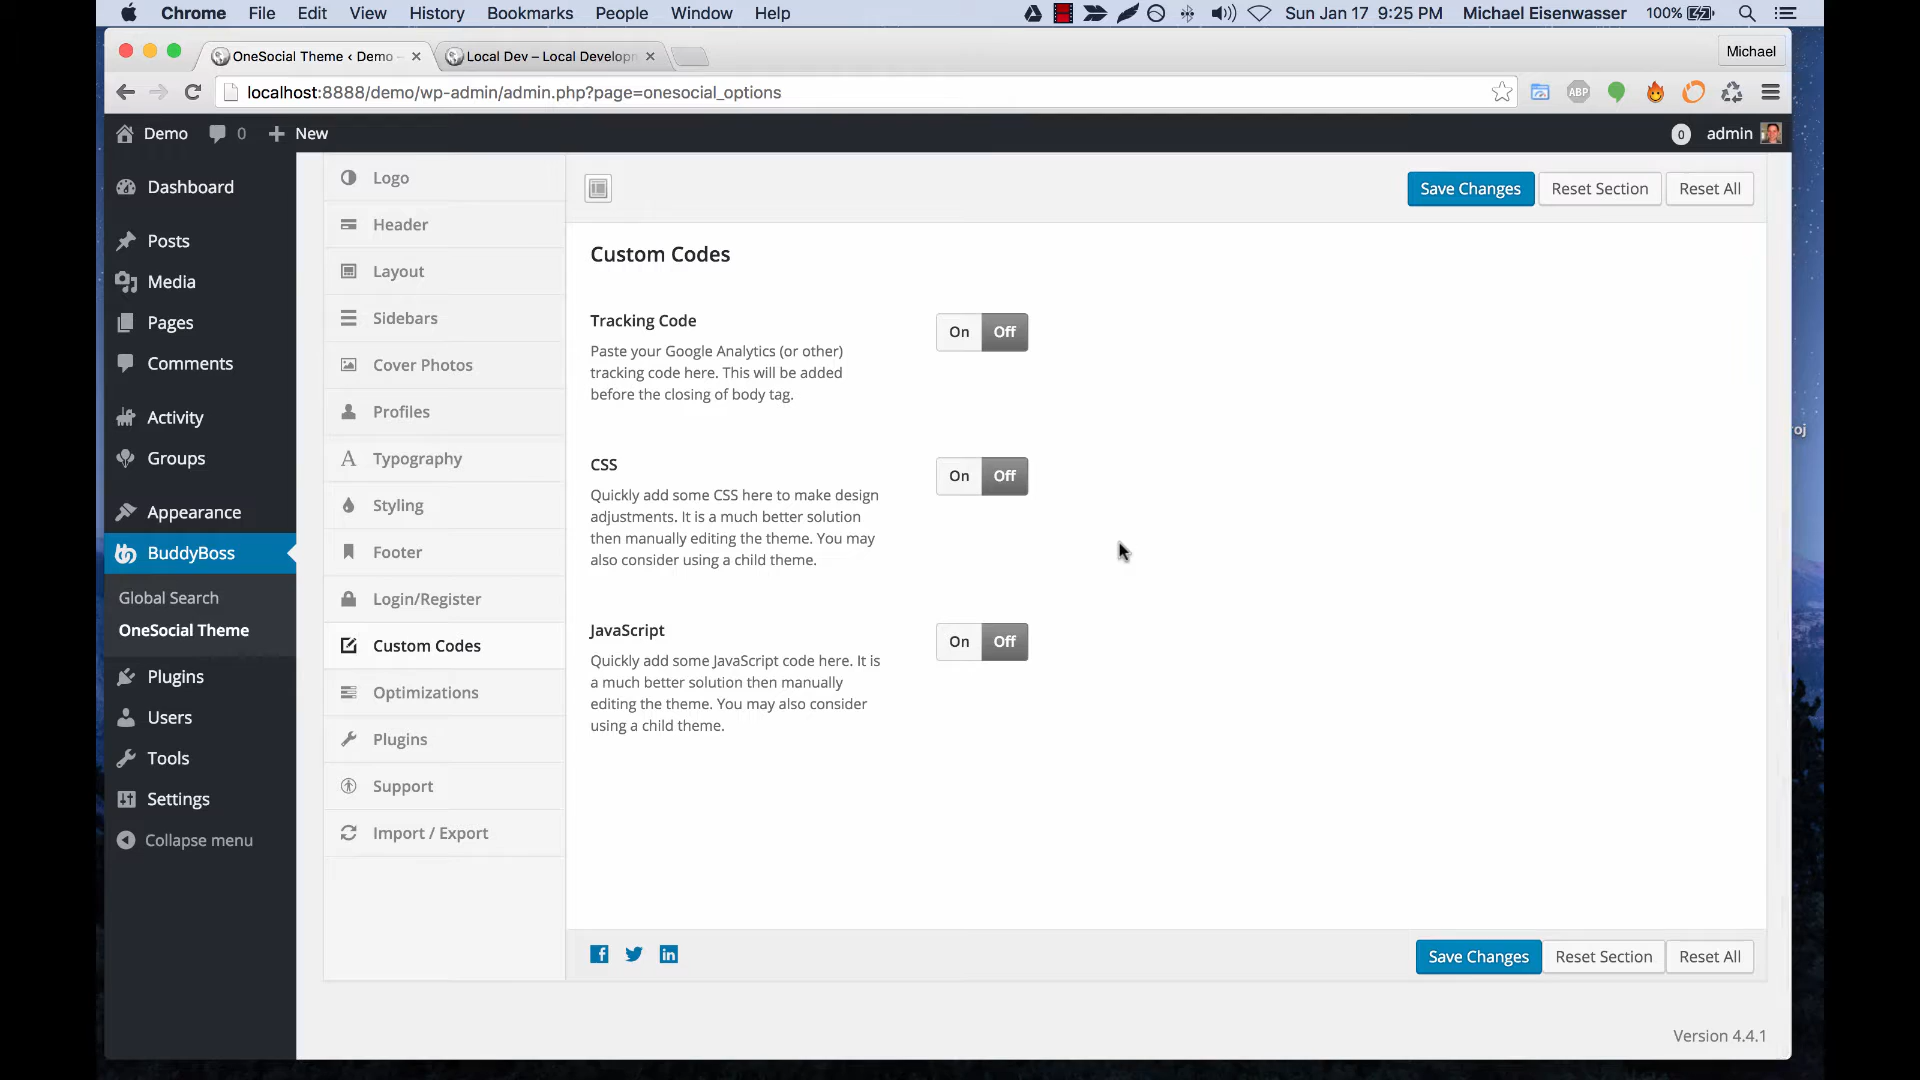 Chrome File Edit View History Bookmarks People Window Help Sun Jan 17 9:25 PM Michael Eisenwasser 100%
OneSocial Theme ‹ Demo Local Dev – Local Developm Michael
localhost:8888/demo/wp-admin/admin.php?page=onesocial_options ABP
Demo 0 New 0 admin
Dashboard
Posts
Media
Pages
Comments
Activity
Groups
Appearance
BuddyBoss
Global Search
OneSocial Theme
Plugins
Users
Tools
Settings
Collapse menu
Logo
Header
Layout
Sidebars
Cover Photos
Profiles
Typography
Styling
Footer
Login/Register
Custom Codes
Optimizations
Plugins
Support
Import / Export
Save Changes Reset Section Reset All
Custom Codes
Tracking Code On Off
Paste your Google Analytics (or other)
tracking code here. This will be added
before the closing of body tag.
CSS On Off
Quickly add some CSS here to make design
adjustments. It is a much better solution
then manually editing the theme. You may
also consider using a child theme.
JavaScript On Off
Quickly add some JavaScript code here. It is
a much better solution then manually
editing the theme. You may also consider
using a child theme.
Save Changes Reset Section Reset All
Version 4.4.1
roj